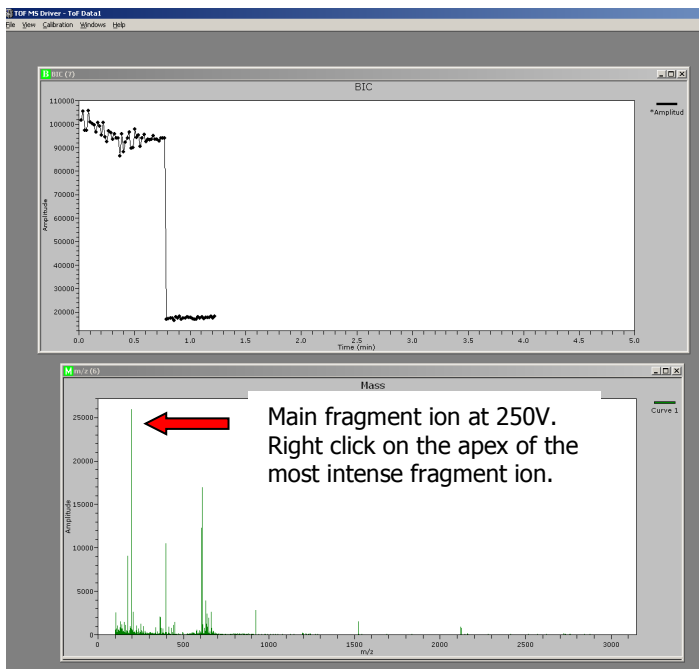 TOF MS Driver - ToF Data1
File View Calibration Windows Help
B BIC (7)
BIC
110000
100000
90000
80000
70000
60000
50000
40000
30000
20000
Amplitude
*Amplitud
0.0 0.5 1.0 1.5 2.0 2.5 3.0 3.5 4.0 4.5 5.0
Time (min)
M m/z (6)
Mass
25000
20000
15000
10000
5000
0
Amplitude
Curve 1
Main fragment ion at 250V.
Right click on the apex of the
most intense fragment ion.
0 500 1000 1500 2000 2500 3000
m/z